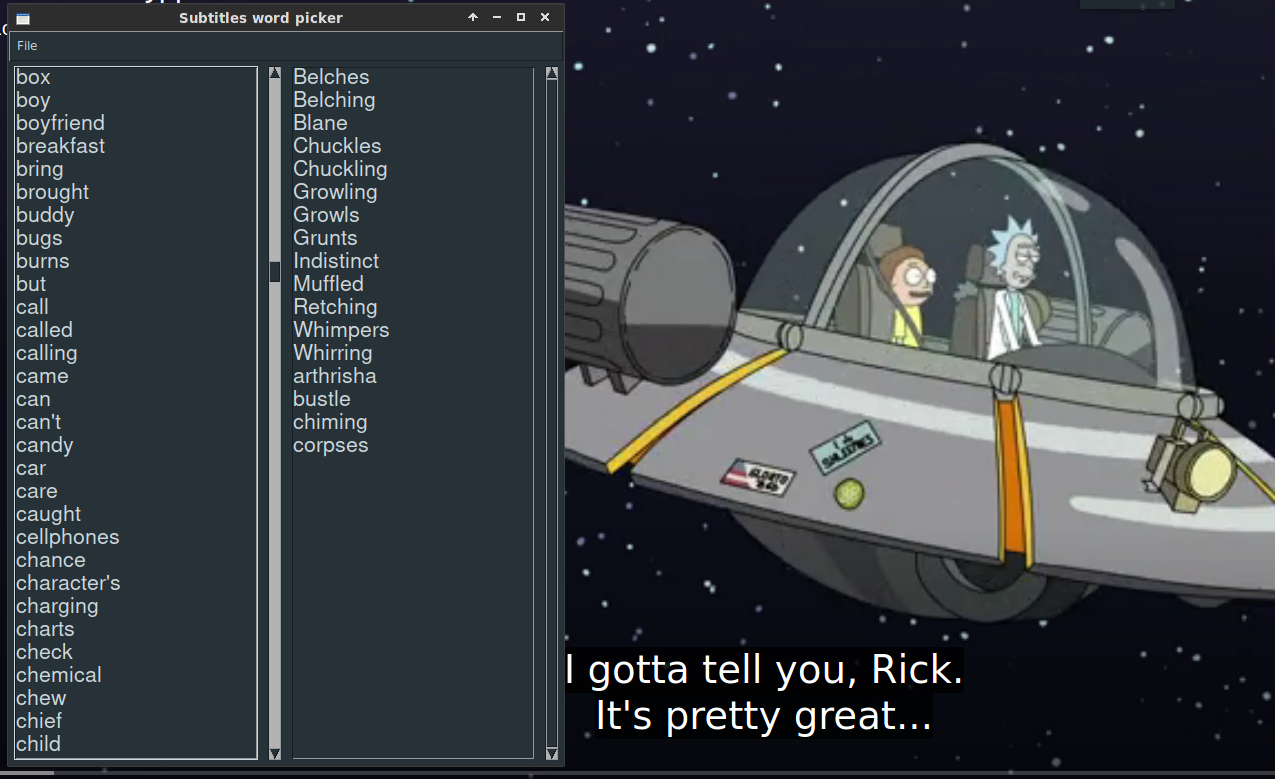 Subtitles word picker
File
box
boy
boyfriend
breakfast
bring
brought
buddy
bugs
burns
but
call
called
calling
came
can
can't
candy
car
care
caught
cellphones
chance
character's
charging
charts
check
chemical
chew
chief
child
Belches
Belching
Blane
Chuckles
Chuckling
Growling
Growls
Grunts
Indistinct
Muffled
Retching
Whimpers
Whirring
arthrisha
bustle
chiming
corpses
I gotta tell you, Rick.
It's pretty great...